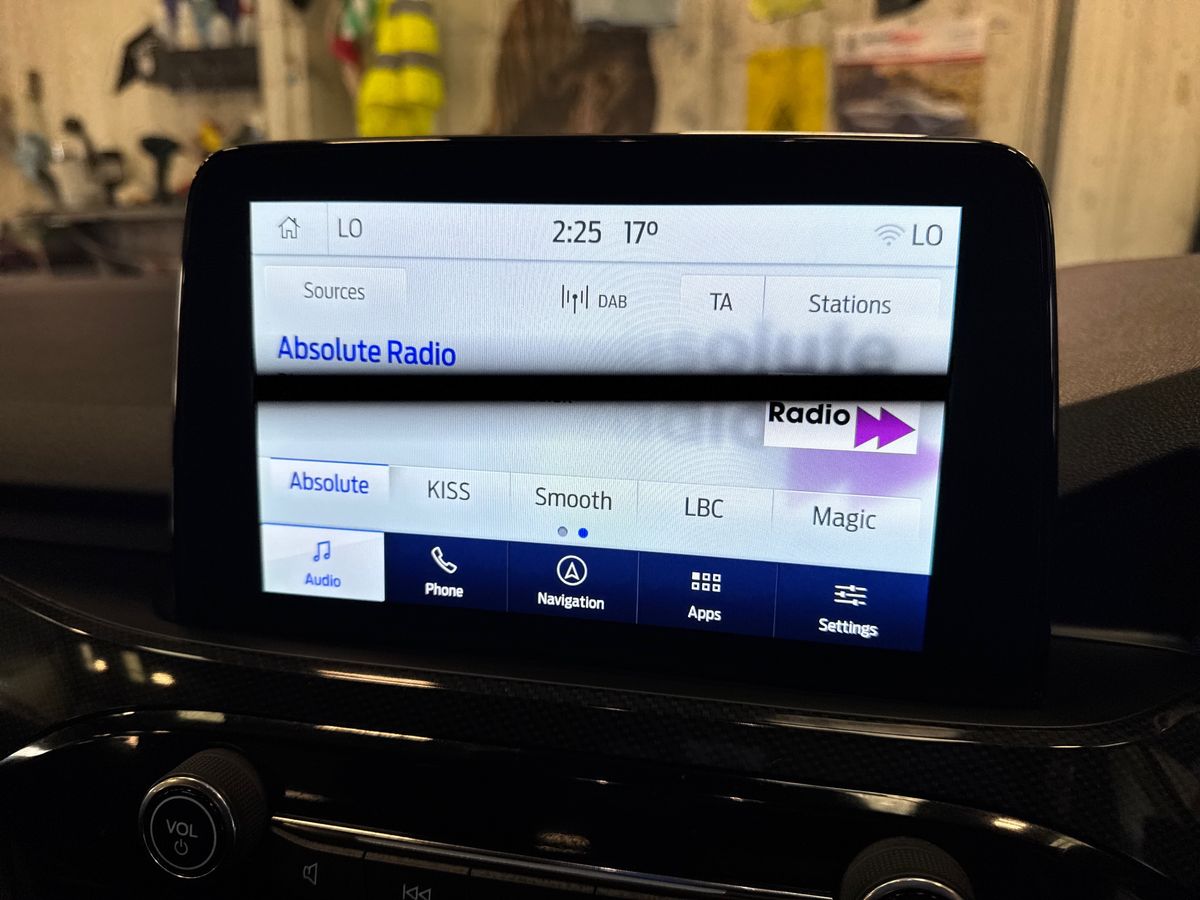 LO 2:25 17º LO
Sources DAB TA Stations
Absolute Radio
Radio
Absolute KISS Smooth LBC Magic
Audio Phone Navigation Apps Settings
VOL